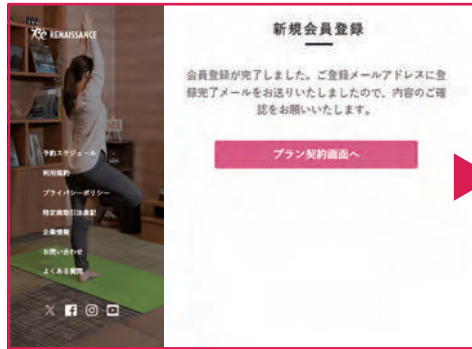 RENAISSANCE
予約スケジュール
利用規約
プライバシーポリシー
特定商取引法表記
企業情報
お問い合わせ
よくある質問
新規会員登録
会員登録が完了しました。ご登録メールアドレスに登
録完了メールをお送りいたしましたので、内容のご確
認をお願いいたします。
プラン契約画面へ